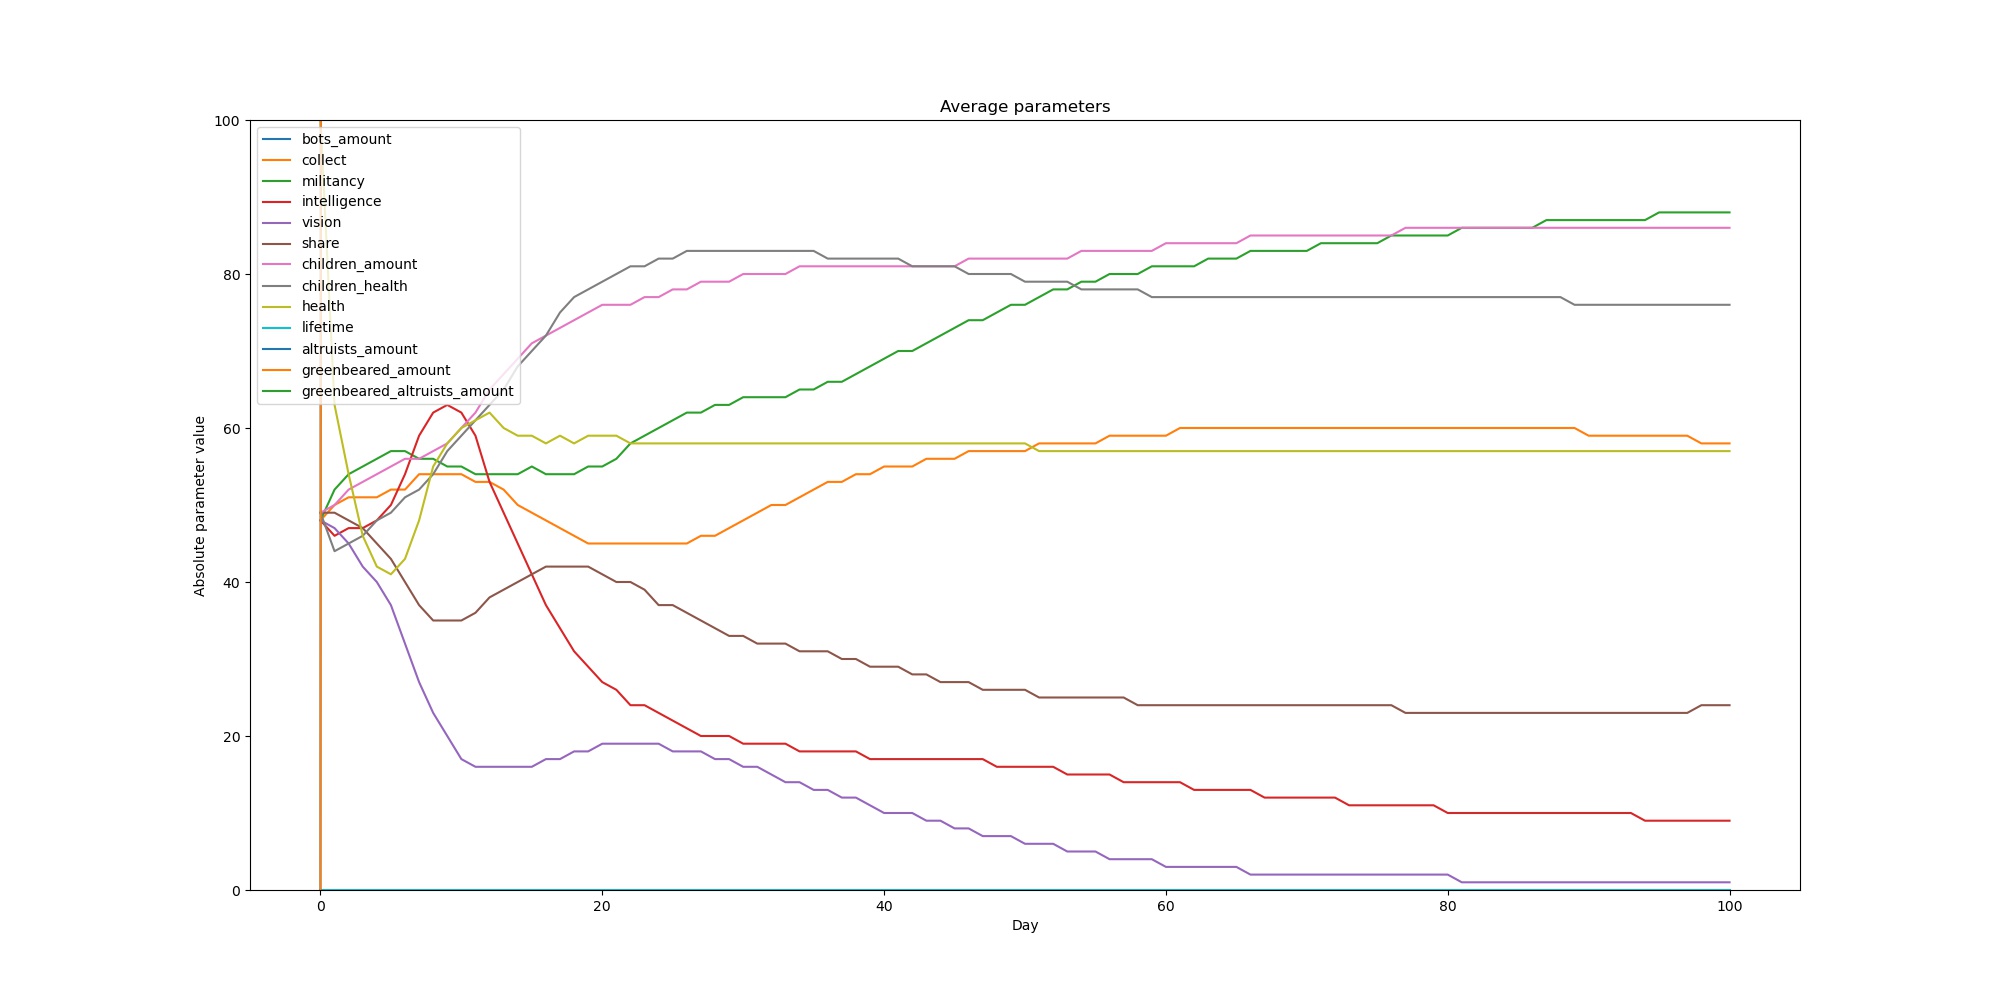 Average parameters
100
80
60
40
20
0
Absolute parameter value
bots_amount
collect
militancy
intelligence
vision
share
children_amount
children_health
health
lifetime
altruists_amount
greenbeared_amount
greenbeared_altruists_amount
0 20 40 60 80 100
Day